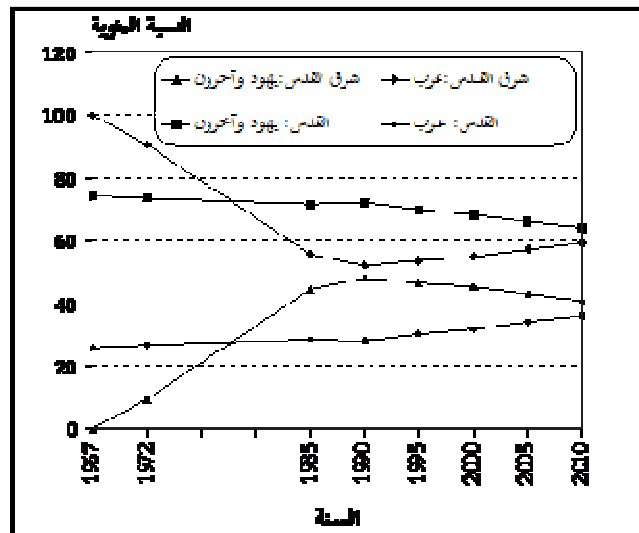 النسبة المئوية
120
شرق القدس:عرب شرق القدس:يهود وآخرون
القدس: عرب القدس: يهود وآخرون
100
80
60
40
20
0
1967 1972 1985 1990 1995 2000 2005 2010
السنة